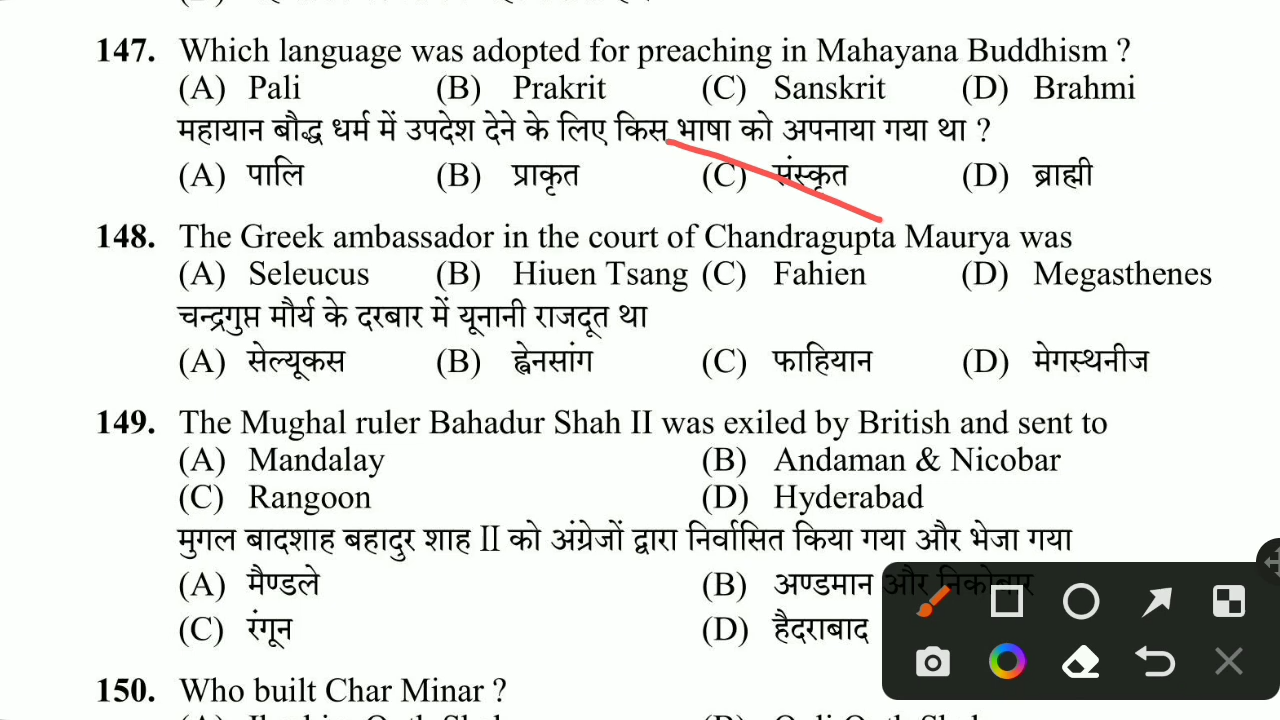 147. Which language was adopted for preaching in Mahayana Buddhism ?
(A) Pali (B) Prakrit (C) Sanskrit (D) Brahmi
महायान बौद्ध धर्म में उपदेश देने के लिए किस भाषा को अपनाया गया था ?
(A) पालि (B) प्राकृत (C) संस्कृत (D) ब्राह्मी
148. The Greek ambassador in the court of Chandragupta Maurya was
(A) Seleucus (B) Hiuen Tsang (C) Fahien (D) Megasthenes
चन्द्रगुप्त मौर्य के दरबार में यूनानी राजदूत था
(A) सेल्यूकस (B) ह्वेनसांग (C) फाहियान (D) मेगस्थनीज
149. The Mughal ruler Bahadur Shah II was exiled by British and sent to
(A) Mandalay (B) Andaman & Nicobar
(C) Rangoon (D) Hyderabad
मुगल बादशाह बहादुर शाह II को अंग्रेजों द्वारा निर्वासित किया गया और भेजा गया
(A) मैण्डले (B) अण्डमान और निकोबार
(C) रंगून (D) हैदराबाद
150. Who built Char Minar ?